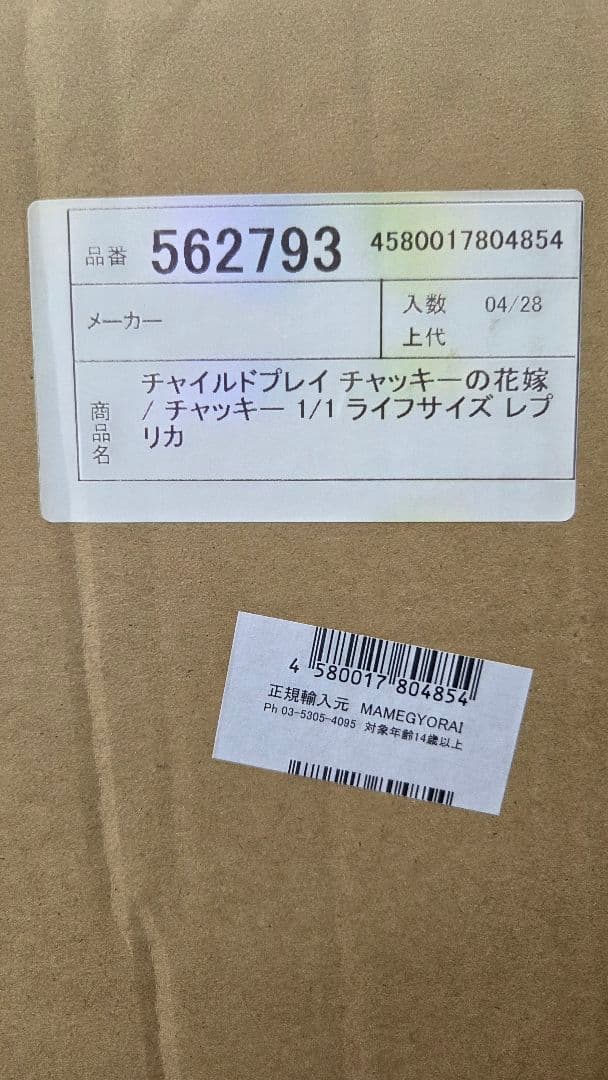 品番 562793 4580017804854
メーカー
入数 04/28
上代
商品名
チャイルドプレイ チャッキーの花嫁
/ チャッキー 1/1 ライフサイズ レプ
リカ
4 580017 804854
正規輸入元 MAMEGYORAI
Ph 03-5305-4095 対象年齢14歳以上